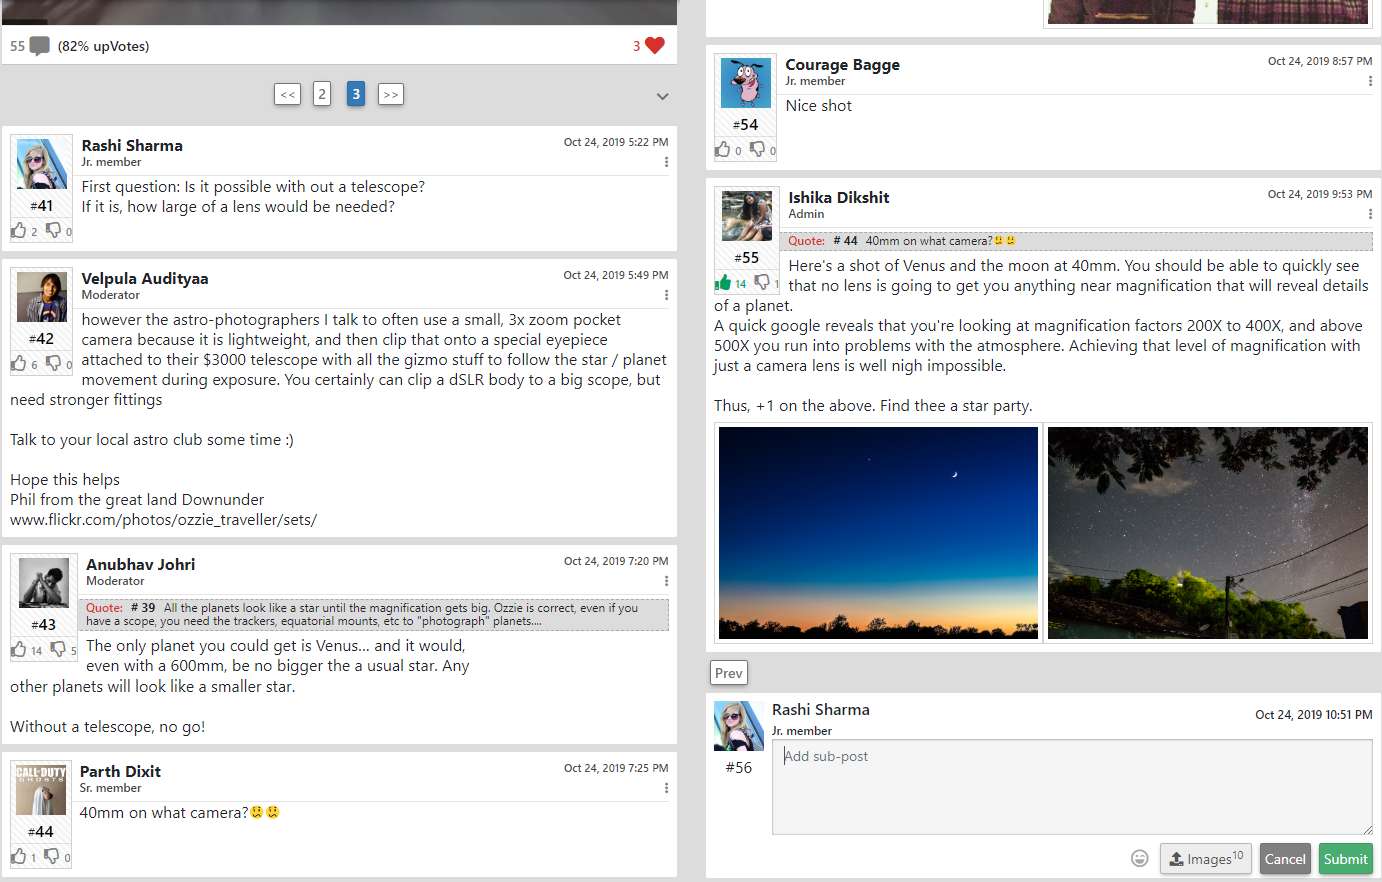 55 (82% upVotes) 3
<< 2 3 >>
Rashi Sharma Oct 24, 2019 5:22 PM
Jr. member
First question: Is it possible with out a telescope?
If it is, how large of a lens would be needed?
#41
2 0
Velpula Audityaa Oct 24, 2019 5:49 PM
Moderator
however the astro-photographers I talk to often use a small, 3x zoom pocket
camera because it is lightweight, and then clip that onto a special eyepiece
#42
attached to their $3000 telescope with all the gizmo stuff to follow the star / planet
6 0
movement during exposure. You certainly can clip a dSLR body to a big scope, but
need stronger fittings
Talk to your local astro club some time :)
Hope this helps
Phil from the great land Downunder
www.flickr.com/photos/ozzie_traveller/sets/
Anubhav Johri Oct 24, 2019 7:20 PM
Moderator
Quote: # 39 All the planets look like a star until the magnification gets big. Ozzie is correct, even if you
have a scope, you need the trackers, equatorial mounts, etc to "photograph" planets....
#43
14 5
The only planet you could get is Venus... and it would,
even with a 600mm, be no bigger the a usual star. Any
other planets will look like a smaller star.
Without a telescope, no go!
Parth Dixit Oct 24, 2019 7:25 PM
Sr. member
CALL·DUTY
GHOSTS
40mm on what camera?😟😟
#44
1 0
Courage Bagge Oct 24, 2019 8:57 PM
Jr. member
Nice shot
#54
0 0
Ishika Dikshit Oct 24, 2019 9:53 PM
Admin
Quote: # 44 40mm on what camera?😟😟
#55
14 1
Here's a shot of Venus and the moon at 40mm. You should be able to quickly see
that no lens is going to get you anything near magnification that will reveal details
of a planet.
A quick google reveals that you're looking at magnification factors 200X to 400X, and above
500X you run into problems with the atmosphere. Achieving that level of magnification with
just a camera lens is well nigh impossible.
Thus, +1 on the above. Find thee a star party.
Prev
Rashi Sharma Oct 24, 2019 10:51 PM
Jr. member
Add sub-post
#56
Images10 Cancel Submit